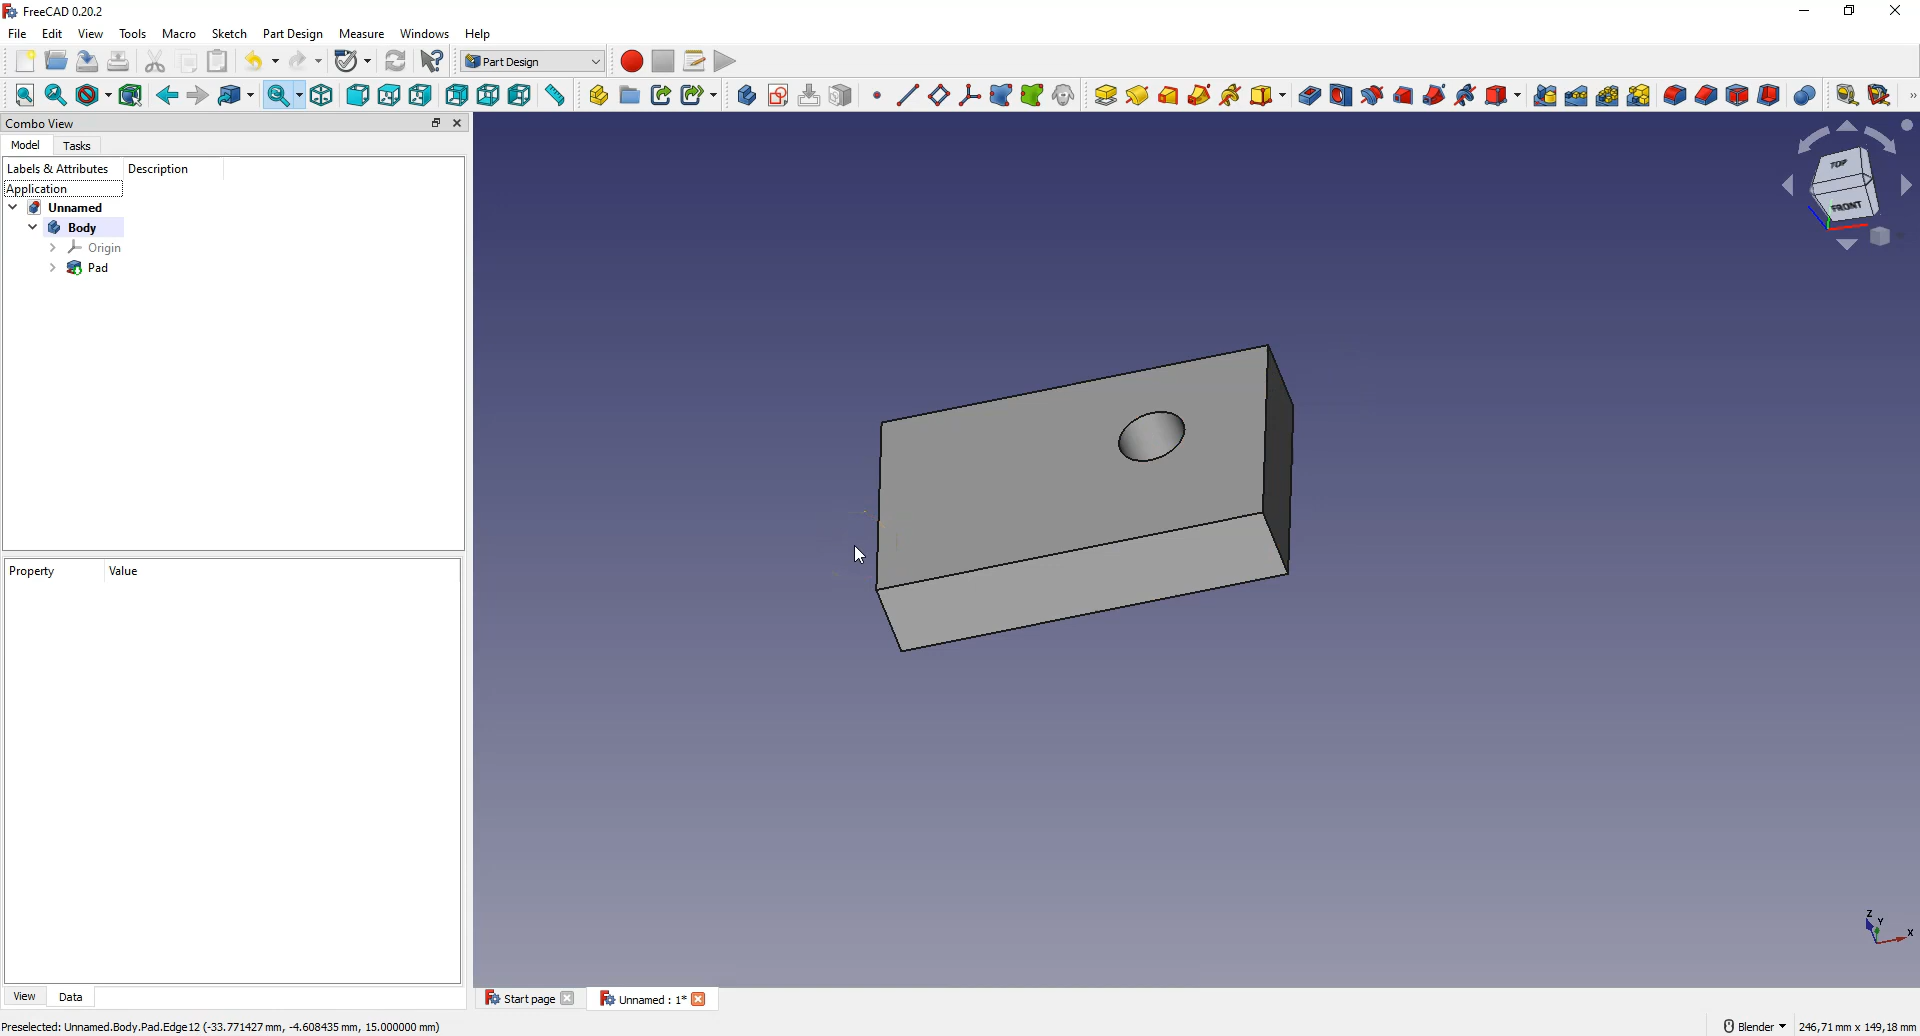 FreeCAD 0.20.2
File Edit View Tools Macro Sketch Part Design Measure Windows Help
Part Design
Combo View
Model Tasks
Labels & Attributes Description
Application
Unnamed
Body
Origin
Pad
TOP
FRONT
Property Value
Z
Y
X
View Data
Start page Unnamed : 1*
Preselected: Unnamed.Body.Pad.Edge12 (-33.771427 mm, -4.608435 mm, 15.000000 mm)
Blender 246,71 mm x 149,18 mm